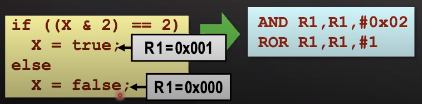 if ((X & 2) == 2)
X = true;
R1=0x001
else
X = false;
R1=0x000
AND R1,R1,#0x02
ROR R1,R1,#1